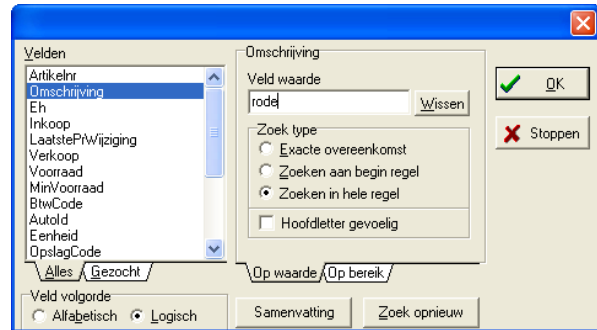 Velden
Artikelnr
Omschrijving
Eh
Inkoop
LaatstePrWijziging
Verkoop
Voorraad
MinVoorraad
BtwCode
AutoId
Eenheid
OpslagCode
Alles Gezocht
Veld volgorde
Alfabetisch Logisch
Omschrijving
Veld waarde
rode Wissen
Zoek type
Exacte overeenkomst
Zoeken aan begin regel
Zoeken in hele regel
Hoofdletter gevoelig
Op waarde Op bereik
Samenvatting Zoek opnieuw
OK
Stoppen